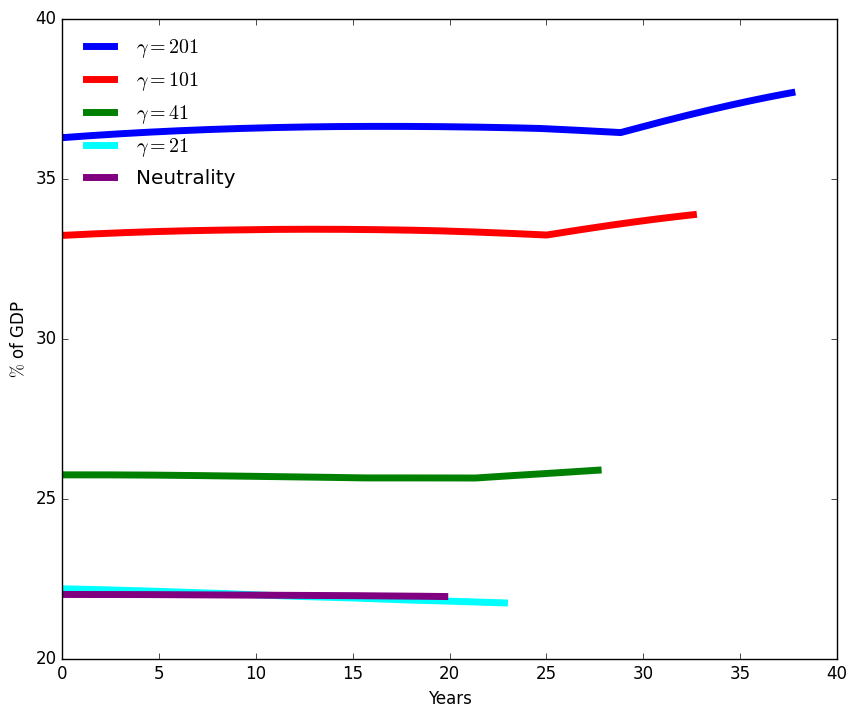 40
35
30
25
20
% of GDP
γ = 201
γ = 101
γ = 41
γ = 21
Neutrality
0 5 10 15 20 25 30 35 40
Years